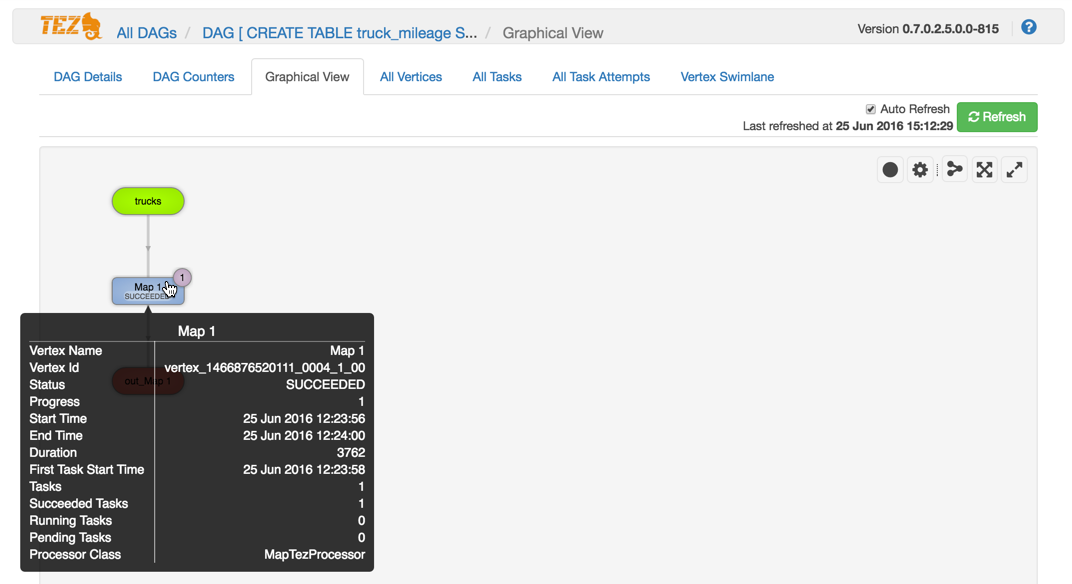 TEZ All DAGs / DAG [ CREATE TABLE truck_mileage S... / Graphical View Version 0.7.0.2.5.0.0-815 ?
DAG Details DAG Counters Graphical View All Vertices All Tasks All Task Attempts Vertex Swimlane
Auto Refresh
Last refreshed at 25 Jun 2016 15:12:29
Refresh
trucks
1
Map 1
SUCCEEDED
Map 1
Vertex Name Map 1
Vertex Id vertex_1466876520111_0004_1_00
out_Map 1
Status SUCCEEDED
Progress 1
Start Time 25 Jun 2016 12:23:56
End Time 25 Jun 2016 12:24:00
Duration 3762
First Task Start Time 25 Jun 2016 12:23:58
Tasks 1
Succeeded Tasks 1
Running Tasks 0
Pending Tasks 0
Processor Class MapTezProcessor